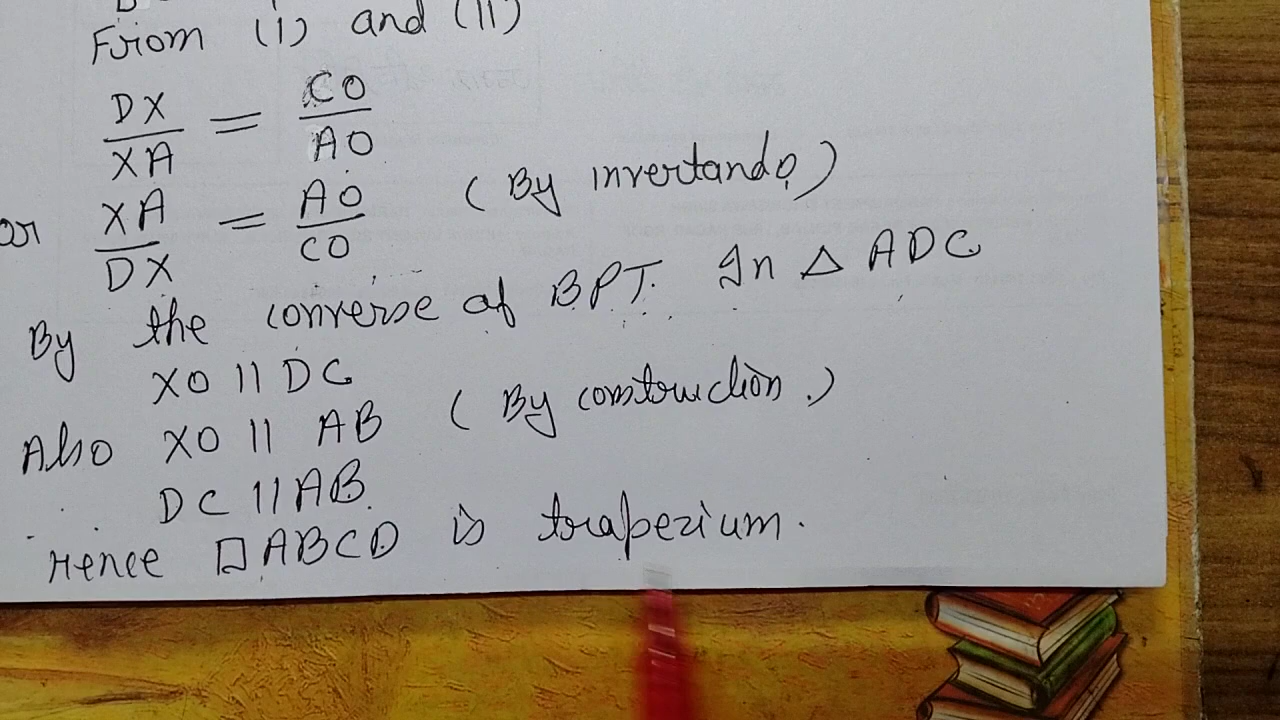 From (i) and (ii)
DX/XA = CO/AO
or XA/DX = AO/CO (By invertando)
By the converse of BPT. In △ ADC
XO || DC
Also XO || AB (By construction.)
DC || AB.
Hence □ABCD is trapezium.